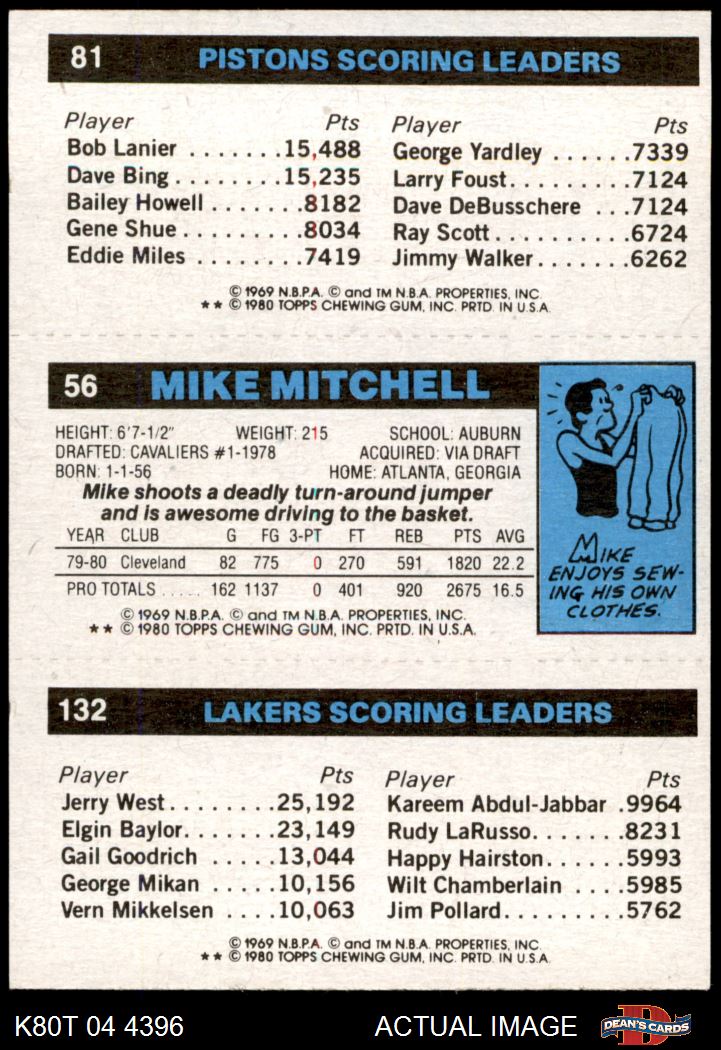 81 PISTONS SCORING LEADERS
Player Pts Player Pts
Bob Lanier . . . . . . .15,488 George Yardley . . . . . .7339
Dave Bing . . . . . . . .15,235 Larry Foust. . . . . . . . .7124
Bailey Howell . . . . . . .8182 Dave DeBusschere . . .7124
Gene Shue . . . . . . . . .8034 Ray Scott . . . . . . . . . .6724
Eddie Miles . . . . . . . .7419 Jimmy Walker . . . . . . .6262
© 1969 N.B.P.A. © and TM N.B.A. PROPERTIES, INC.
** © 1980 TOPPS CHEWING GUM, INC. PRTD. IN U.S.A.
56 MIKE MITCHELL
HEIGHT: 6'7-1/2" WEIGHT: 215 SCHOOL: AUBURN
DRAFTED: CAVALIERS #1-1978 ACQUIRED: VIA DRAFT
BORN: 1-1-56 HOME: ATLANTA, GEORGIA
Mike shoots a deadly turn-around jumper
and is awesome driving to the basket.
YEAR CLUB G FG 3-PT FT REB PTS AVG
79-80 Cleveland 82 775 0 270 591 1820 22.2
PRO TOTALS . . . . . 162 1137 0 401 920 2675 16.5
© 1969 N.B.P.A. © and TM N.B.A. PROPERTIES, INC.
** © 1980 TOPPS CHEWING GUM, INC. PRTD. IN U.S.A.
MIKE
ENJOYS SEW-
ING HIS OWN
CLOTHES.
132 LAKERS SCORING LEADERS
Player Pts Player Pts
Jerry West . . . . . . . .25,192 Kareem Abdul-Jabbar .9964
Elgin Baylor. . . . . . .23,149 Rudy LaRusso. . . . . . .8231
Gail Goodrich . . . . .13,044 Happy Hairston. . . . . .5993
George Mikan . . . . .10,156 Wilt Chamberlain . . . .5985
Vern Mikkelsen . . . .10,063 Jim Pollard. . . . . . . . .5762
© 1969 N.B.P.A. © and TM N.B.A. PROPERTIES, INC.
** © 1980 TOPPS CHEWING GUM, INC. PRTD. IN U.S.A.
K80T 04 4396 ACTUAL IMAGE D DEAN'S CARDS